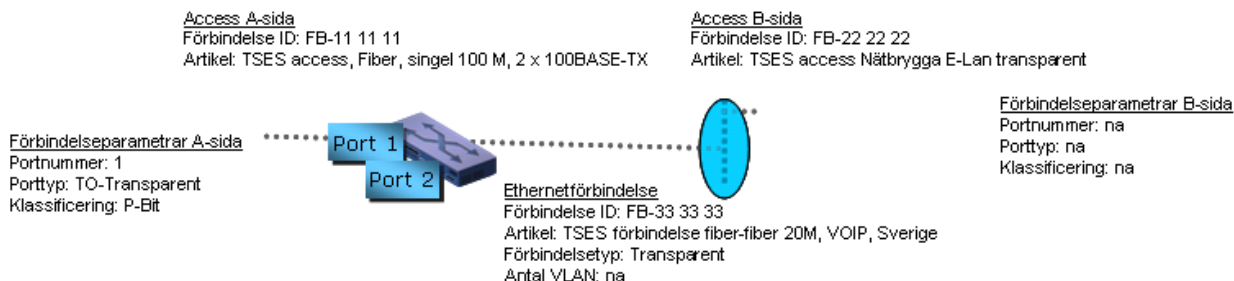 Access A-sida
Förbindelse ID: FB-11 11 11
Artikel: TSES access, Fiber, singel 100 M, 2 x 100BASE-TX
Access B-sida
Förbindelse ID: FB-22 22 22
Artikel: TSES access Nätbrygga E-Lan transparent
Förbindelseparametrar A-sida
Portnummer: 1
Porttyp: TO-Transparent
Klassificering: P-Bit
Port 1
Port 2
Ethernetförbindelse
Förbindelse ID: FB-33 33 33
Artikel: TSES förbindelse fiber-fiber 20M, VOIP, Sverige
Förbindelsetyp: Transparent
Antal VLAN: na
Förbindelseparametrar B-sida
Portnummer: na
Porttyp: na
Klassificering: na